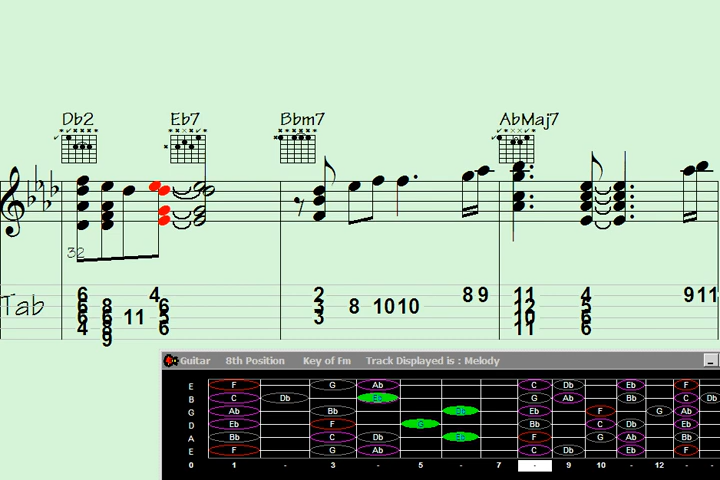 Db2 Eb7 Bbm7 AbMaj7
32
6 4 2 8 9 11 4 9 11
6 8 6 3 8 10 10 12 5
6 6 11 5 3 10 5
4 8 6 11 6
9
Tab
Guitar 8th Position Key of Fm Track Displayed is : Melody
E F G Ab C Db Eb F
B C Db Eb G Ab Bb C Db
G Ab Bb Db Eb F G Ab
D Eb F G Bb C Db
A Bb C Db Eb F G Ab
E F G Ab C Db Eb F
0 1 - 3 - 5 - 7 - 9 10 - 12 - -